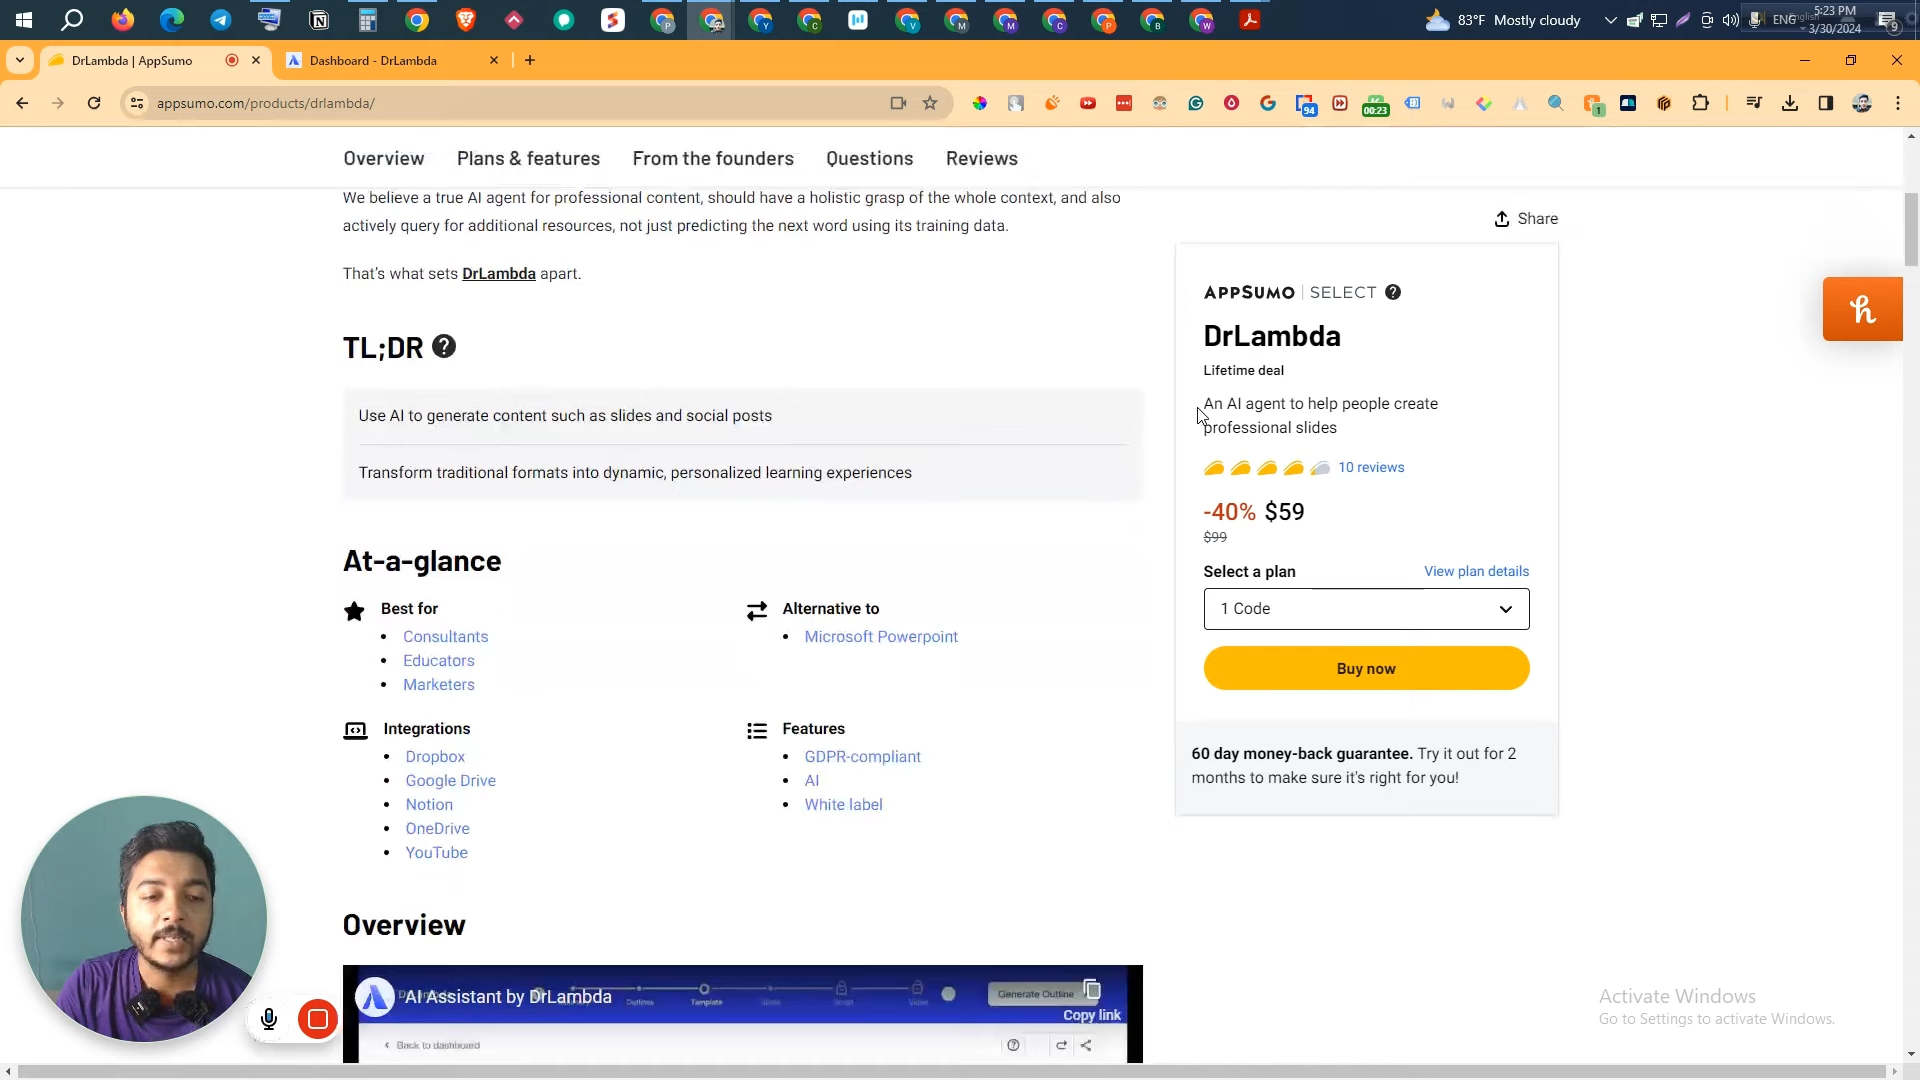 83°F Mostly cloudy
ENG
5:23 PM
3/30/2024
9
DrLambda | AppSumo
Dashboard - DrLambda
appsumo.com/products/drlambda/
94
00:23
1
Overview
Plans & features
From the founders
Questions
Reviews
We believe a true AI agent for professional content, should have a holistic grasp of the whole context, and also
actively query for additional resources, not just predicting the next word using its training data.
That's what sets DrLambda apart.
TL;DR
Use AI to generate content such as slides and social posts
Transform traditional formats into dynamic, personalized learning experiences
At-a-glance
Best for
Consultants
Educators
Marketers
Alternative to
Microsoft Powerpoint
Integrations
Dropbox
Google Drive
Notion
OneDrive
YouTube
Features
GDPR-compliant
AI
White label
Overview
AI Assistant by DrLambda
Outlines
Template
Generate Outline
Copy link
Back to dashboard
Share
APPSUMO | SELECT
DrLambda
Lifetime deal
An AI agent to help people create
professional slides
10 reviews
-40% $59
$99
Select a plan
View plan details
1 Code
Buy now
60 day money-back guarantee. Try it out for 2
months to make sure it's right for you!
Activate Windows
Go to Settings to activate Windows.